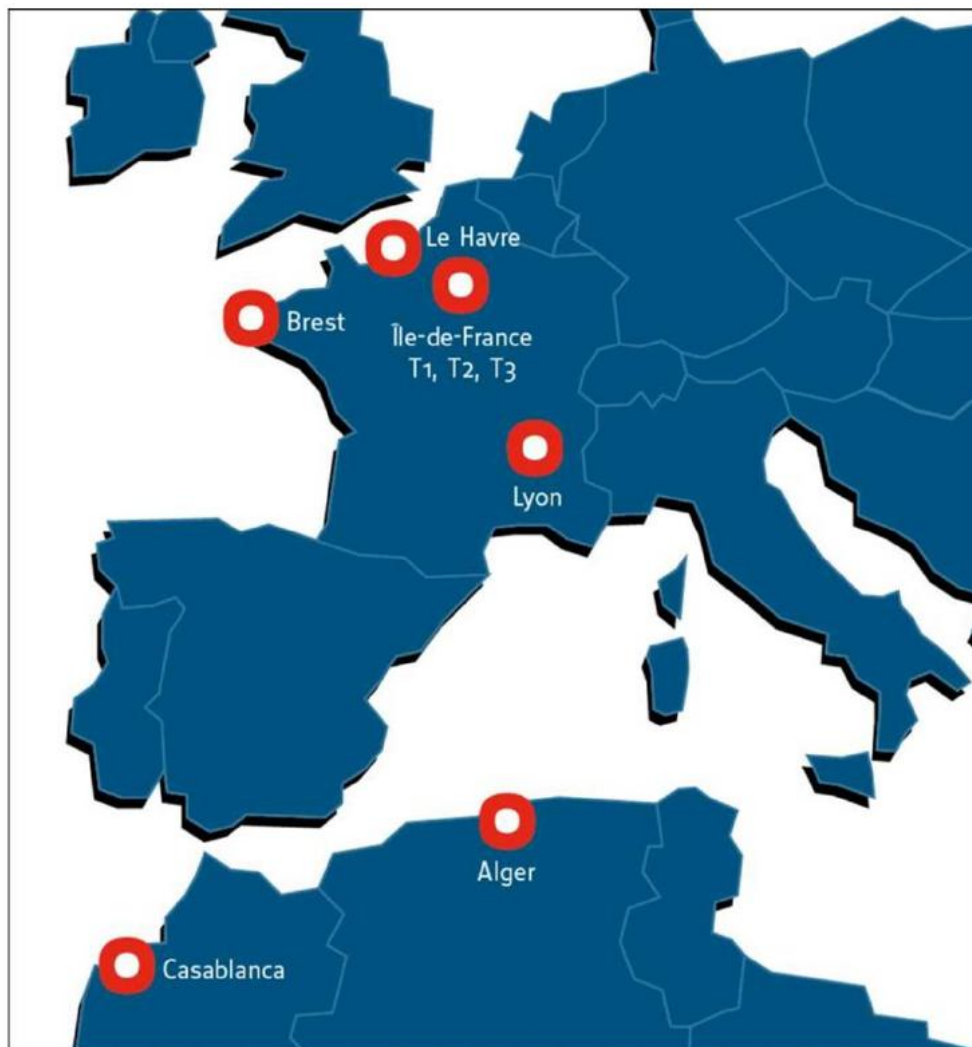 Le Havre
Brest
Île-de-France
T1, T2, T3
Lyon
Alger
Casablanca